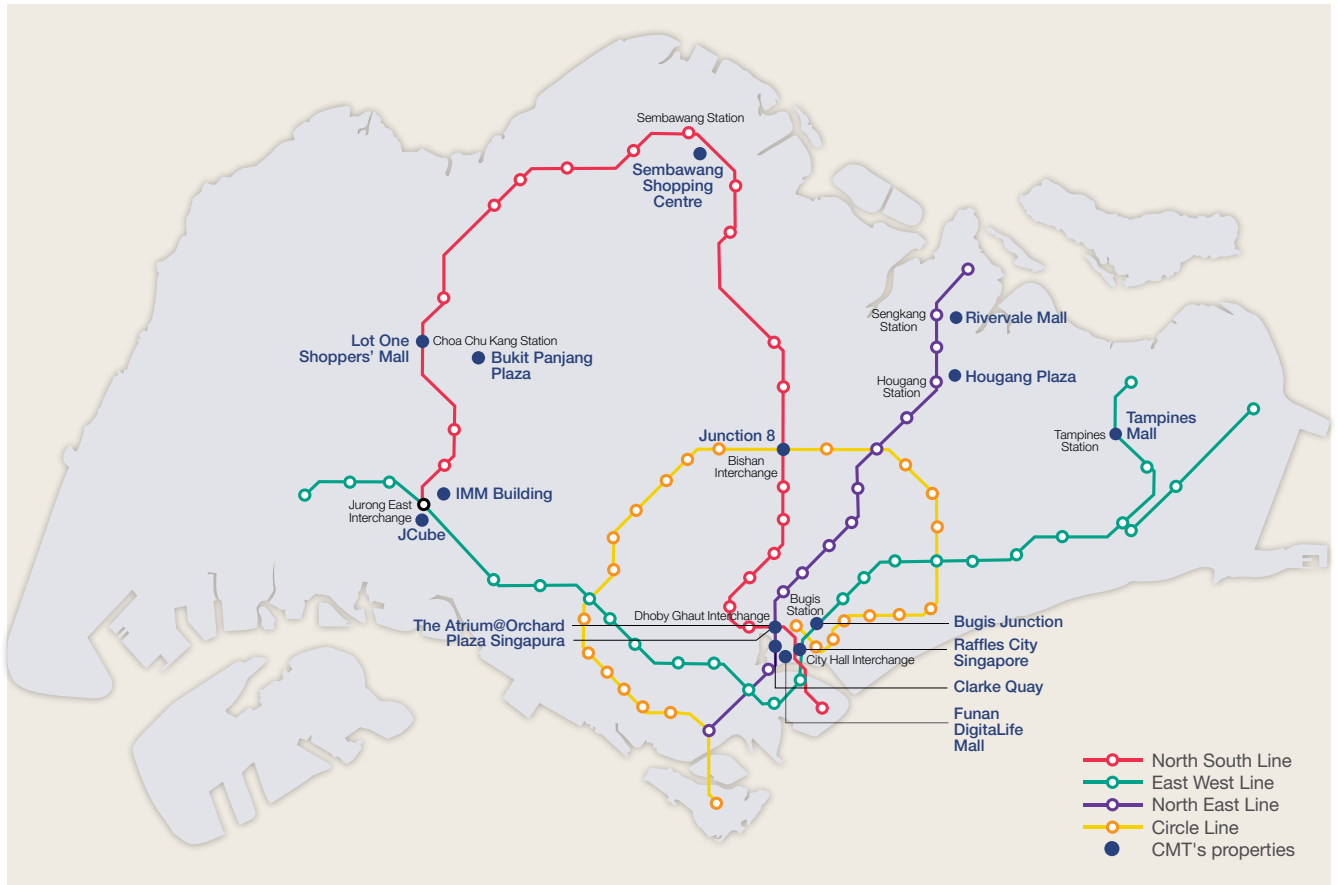 Sembawang Station
Sembawang
Shopping
Centre
Sengkang
Station
Rivervale Mall
Lot One
Shoppers' Mall
Choa Chu Kang Station
Bukit Panjang
Plaza
Hougang
Station
Hougang Plaza
Tampines
Mall
Tampines
Station
Junction 8
Bishan
Interchange
IMM Building
Jurong East
Interchange
JCube
Bugis
Station
Dhoby Ghaut Interchange
The Atrium@Orchard
Plaza Singapura
Bugis Junction
Raffles City
Singapore
City Hall Interchange
Clarke Quay
Funan
DigitaLife
Mall
North South Line
East West Line
North East Line
Circle Line
CMT's properties